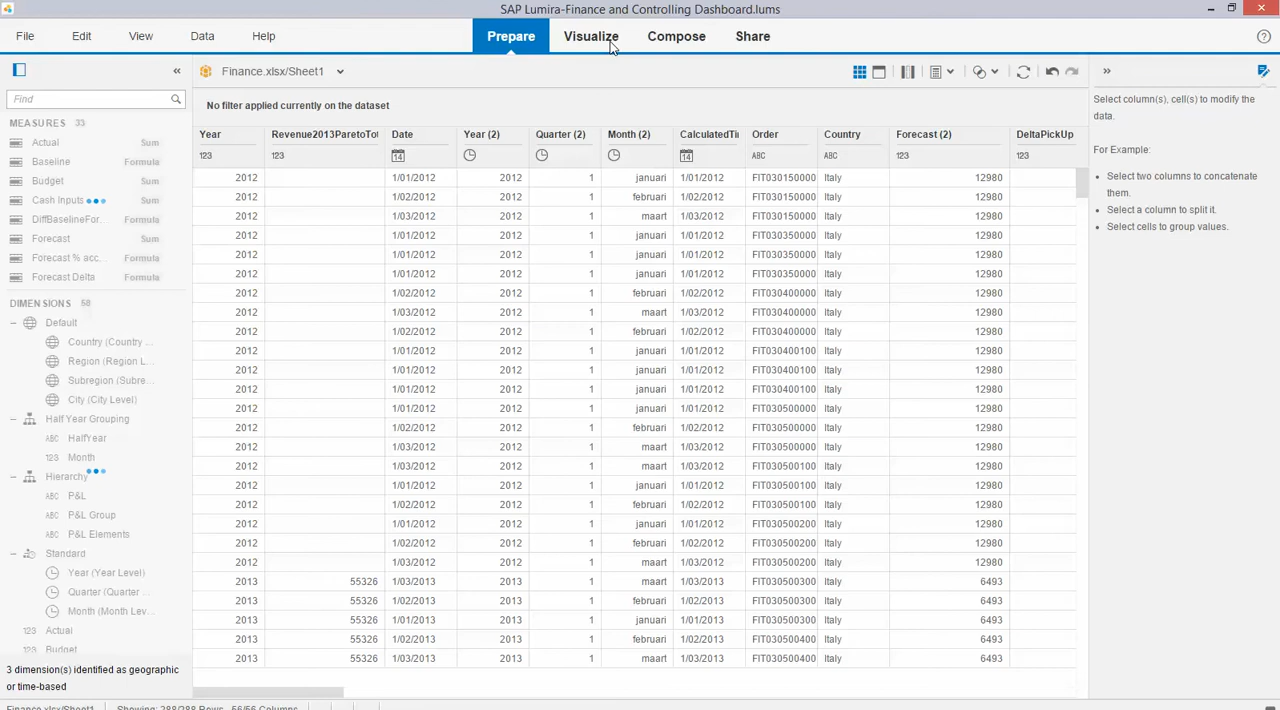 SAP Lumira-Finance and Controlling Dashboard.lums
File Edit View Data Help Prepare Visualize Compose Share
Finance.xlsx/Sheet1
Find
No filter applied currently on the dataset
MEASURES 33
Actual Sum
Baseline Formula
Budget Sum
Cash Inputs Sum
DiffBaselineFor... Formula
Forecast Sum
Forecast % acc... Formula
Forecast Delta Formula
DIMENSIONS 58
Default
Country (Country ...
Region (Region L...
Subregion (Subre...
City (City Level)
Half Year Grouping
ABC HalfYear
123 Month
Hierarchy
ABC P&L
ABC P&L Group
ABC P&L Elements
Standard
Year (Year Level)
Quarter (Quarter ...
Month (Month Lev...
123 Actual
123 Budget
3 dimension(s) identified as geographic
or time-based
Year Revenue2013ParetoTot Date Year (2) Quarter (2) Month (2) CalculatedTi Order Country Forecast (2) DeltaPickUp
123 123 14 14 ABC ABC 123 123
2012 1/01/2012 2012 1 januari 1/01/2012 FIT030150000 Italy 12980
2012 1/02/2012 2012 1 februari 1/02/2012 FIT030150000 Italy 12980
2012 1/03/2012 2012 1 maart 1/03/2012 FIT030150000 Italy 12980
2012 1/01/2012 2012 1 januari 1/01/2012 FIT030350000 Italy 12980
2012 1/01/2012 2012 1 januari 1/01/2012 FIT030350000 Italy 12980
2012 1/01/2012 2012 1 januari 1/01/2012 FIT030350000 Italy 12980
2012 1/02/2012 2012 1 februari 1/02/2012 FIT030400000 Italy 12980
2012 1/03/2012 2012 1 maart 1/03/2012 FIT030400000 Italy 12980
2012 1/02/2012 2012 1 februari 1/02/2012 FIT030400000 Italy 12980
2012 1/01/2012 2012 1 januari 1/01/2012 FIT030400100 Italy 12980
2012 1/01/2012 2012 1 januari 1/01/2012 FIT030400100 Italy 12980
2012 1/01/2012 2012 1 januari 1/01/2012 FIT030400100 Italy 12980
2012 1/01/2012 2012 1 januari 1/01/2012 FIT030500000 Italy 12980
2012 1/02/2012 2012 1 februari 1/02/2012 FIT030500000 Italy 12980
2012 1/03/2012 2012 1 maart 1/03/2012 FIT030500000 Italy 12980
2012 1/03/2012 2012 1 maart 1/03/2012 FIT030500100 Italy 12980
2012 1/01/2012 2012 1 januari 1/01/2012 FIT030500100 Italy 12980
2012 1/02/2012 2012 1 februari 1/02/2012 FIT030500100 Italy 12980
2012 1/01/2012 2012 1 januari 1/01/2012 FIT030500200 Italy 12980
2012 1/02/2012 2012 1 februari 1/02/2012 FIT030500200 Italy 12980
2012 1/03/2012 2012 1 maart 1/03/2012 FIT030500200 Italy 12980
2013 55326 1/03/2013 2013 1 maart 1/03/2013 FIT030500300 Italy 6493
2013 55326 1/02/2013 2013 1 februari 1/02/2013 FIT030500300 Italy 6493
2013 55326 1/01/2013 2013 1 januari 1/01/2013 FIT030500300 Italy 6493
2013 55326 1/02/2013 2013 1 februari 1/02/2013 FIT030500400 Italy 6493
2013 55326 1/03/2013 2013 1 maart 1/03/2013 FIT030500400 Italy 6493
Select column(s), cell(s) to modify the
data.
For Example:
• Select two columns to concatenate
them.
• Select a column to split it.
• Select cells to group values.
Finance.xlsx/Sheet1 Showing: 288/288 Rows 56/56 Columns